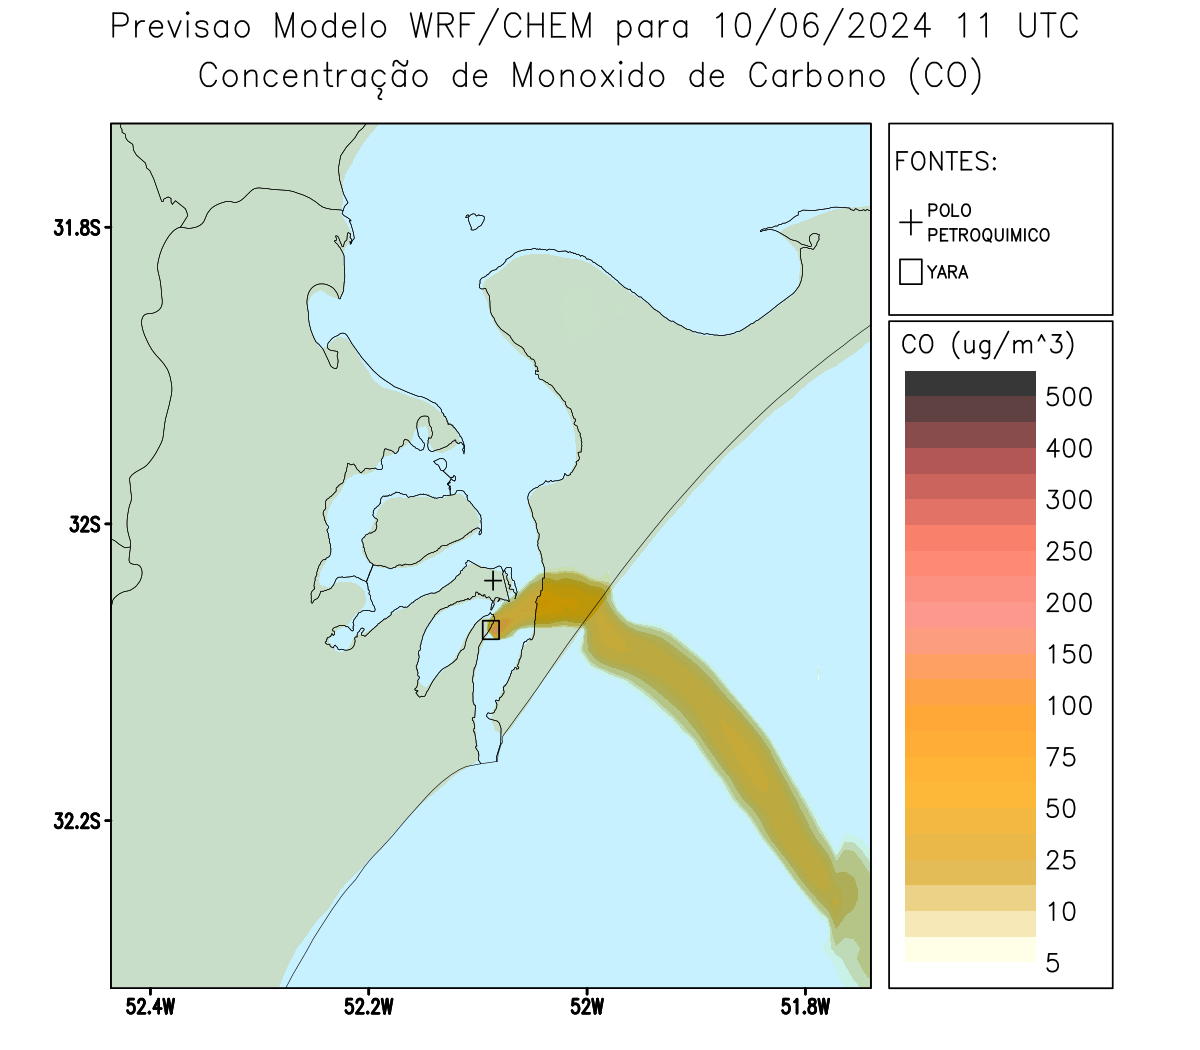 Previsao Modelo WRF/CHEM para 10/06/2024 11 UTC
Concentração de Monoxido de Carbono (CO)
FONTES:
POLO
PETROQUIMICO
YARA
31.8S
32S
32.2S
52.4W
52.2W
52W
51.8W
CO (ug/m^3)
500
400
300
250
200
150
100
75
50
25
10
5